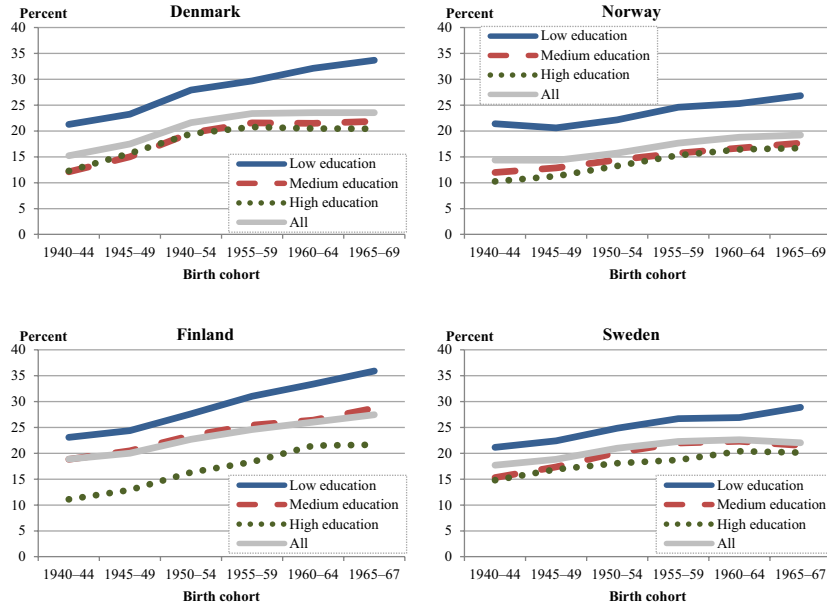 Percent
Denmark
40
35
30
25
20
15
10
5
0
Low education
Medium education
High education
All
1940–44 1945–49 1940–54 1955–59 1960–64 1965–69
Birth cohort
Percent
Norway
40
35
30
25
20
15
10
5
0
Low education
Medium education
High education
All
1940–44 1945–49 1950–54 1955–59 1960–64 1965–69
Birth cohort
Percent
Finland
40
35
30
25
20
15
10
5
0
Low education
Medium education
High education
All
1940–44 1945–49 1950–54 1955–59 1960–64 1965–67
Birth cohort
Percent
Sweden
40
35
30
25
20
15
10
5
0
Low education
Medium education
High education
All
1940–44 1945–49 1950–54 1955–59 1960–64 1965–67
Birth cohort